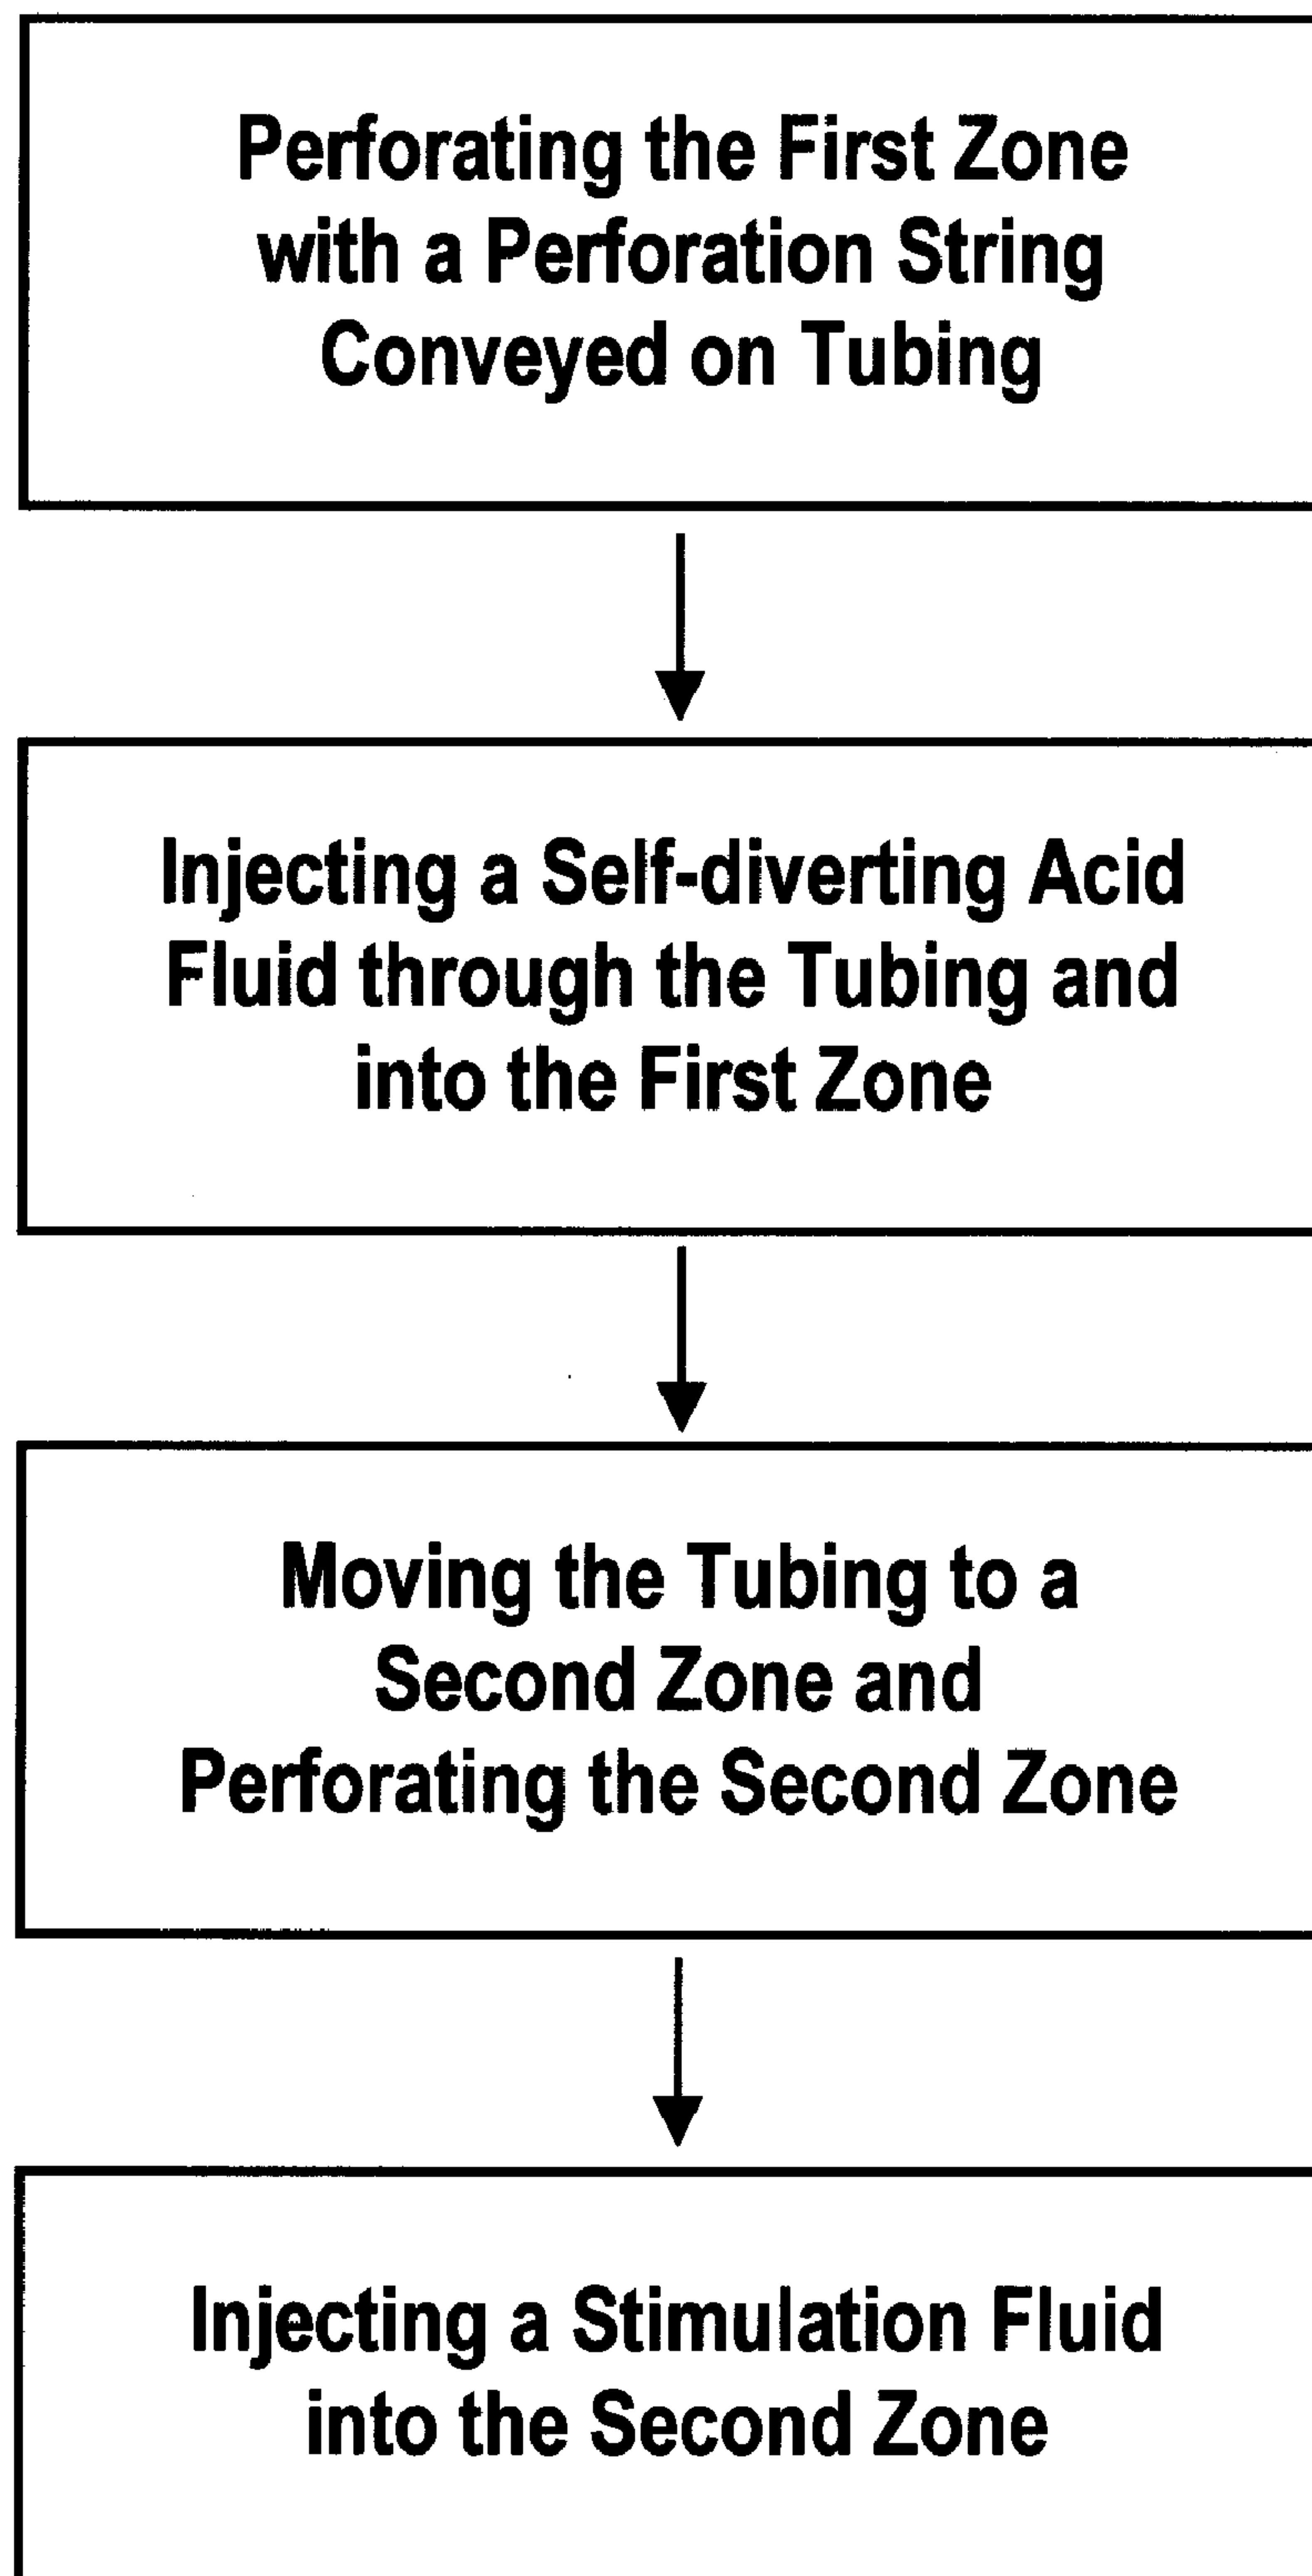 Perforating the First Zone
with a Perforation String
Conveyed on Tubing
Injecting a Self-diverting Acid
Fluid through the Tubing and
into the First Zone
Moving the Tubing to a
Second Zone and
Perforating the Second Zone
Injecting a Stimulation Fluid
into the Second Zone